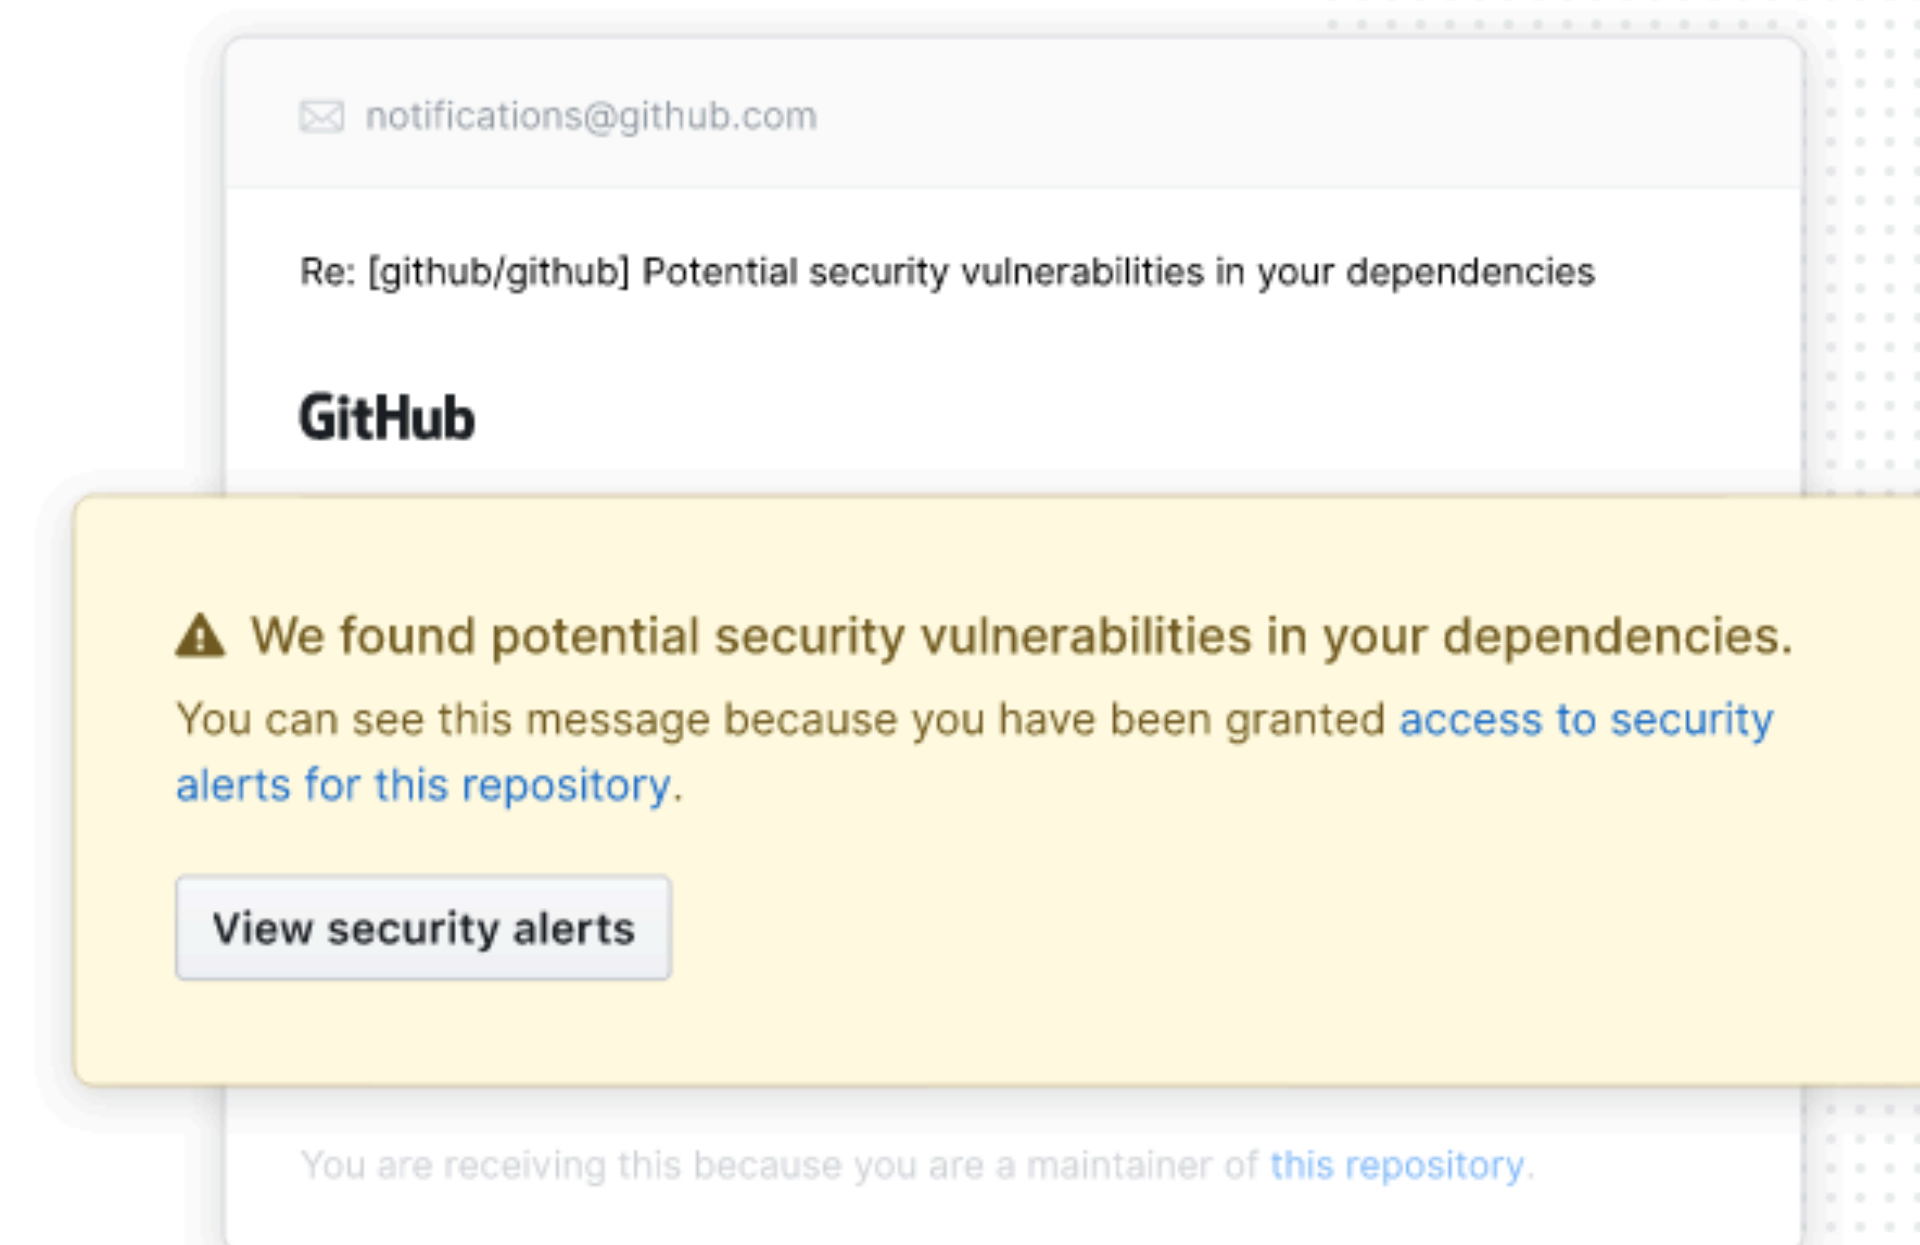 notifications@github.com
Re: [github/github] Potential security vulnerabilities in your dependencies
GitHub
We found potential security vulnerabilities in your dependencies.
You can see this message because you have been granted access to security
alerts for this repository.
View security alerts
You are receiving this because you are a maintainer of this repository.